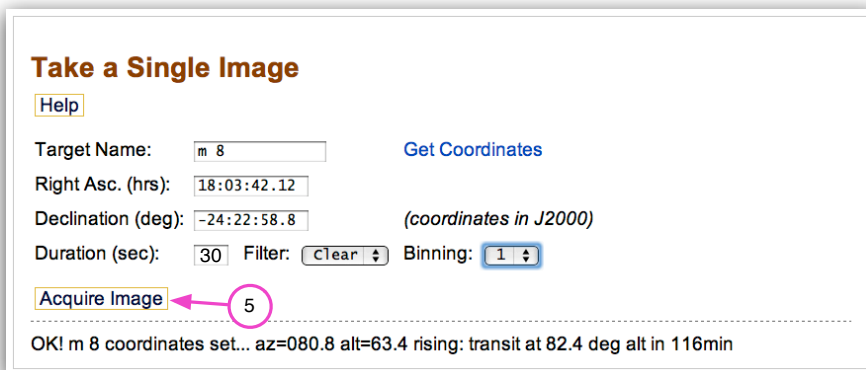 Take a Single Image
Help
Target Name: m 8 Get Coordinates
Right Asc. (hrs): 18:03:42.12
Declination (deg): -24:22:58.8 (coordinates in J2000)
Duration (sec): 30 Filter: Clear Binning: 1
Acquire Image 5
OK! m 8 coordinates set... az=080.8 alt=63.4 rising: transit at 82.4 deg alt in 116min